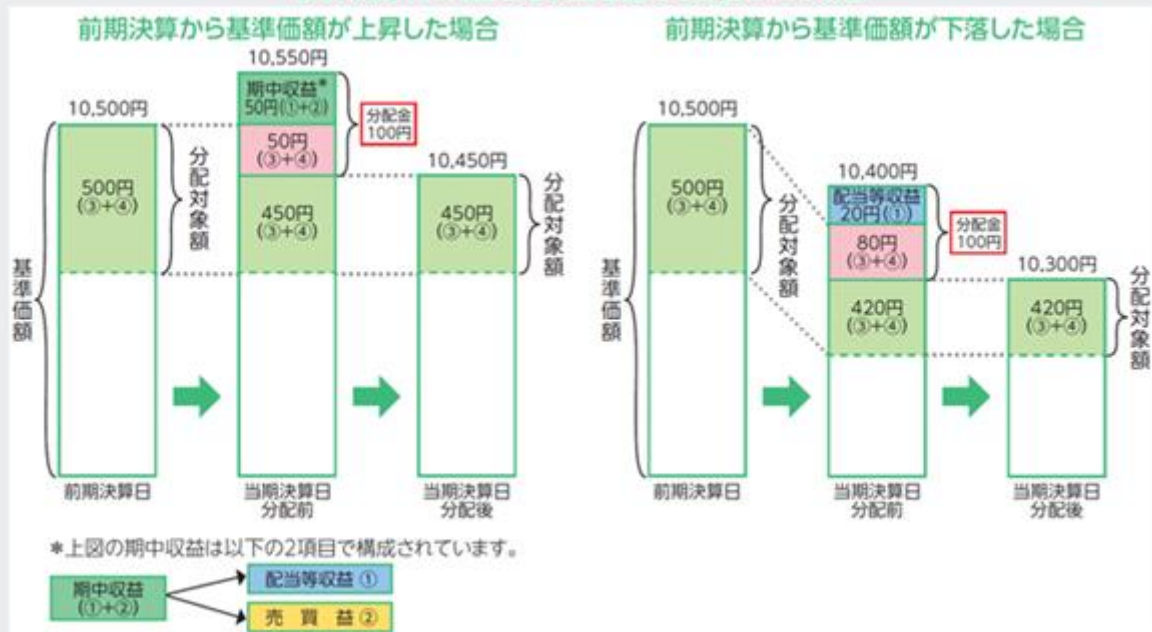 前期決算から基準価額が上昇した場合
10,500円
10,550円
期中収益*
50円(①+②)
50円
(③+④)
分配金
100円
10,450円
500円
(③+④)
分配対象額
450円
(③+④)
450円
(③+④)
分配対象額
基準価額
前期決算日
当期決算日
分配前
当期決算日
分配後
前期決算から基準価額が下落した場合
10,500円
10,400円
配当等収益
20円(①)
80円
(③+④)
分配金
100円
10,300円
500円
(③+④)
分配対象額
420円
(③+④)
420円
(③+④)
分配対象額
基準価額
前期決算日
当期決算日
分配前
当期決算日
分配後
*上図の期中収益は以下の2項目で構成されています。
期中収益
(①+②)
配当等収益 ①
売 買 益 ②